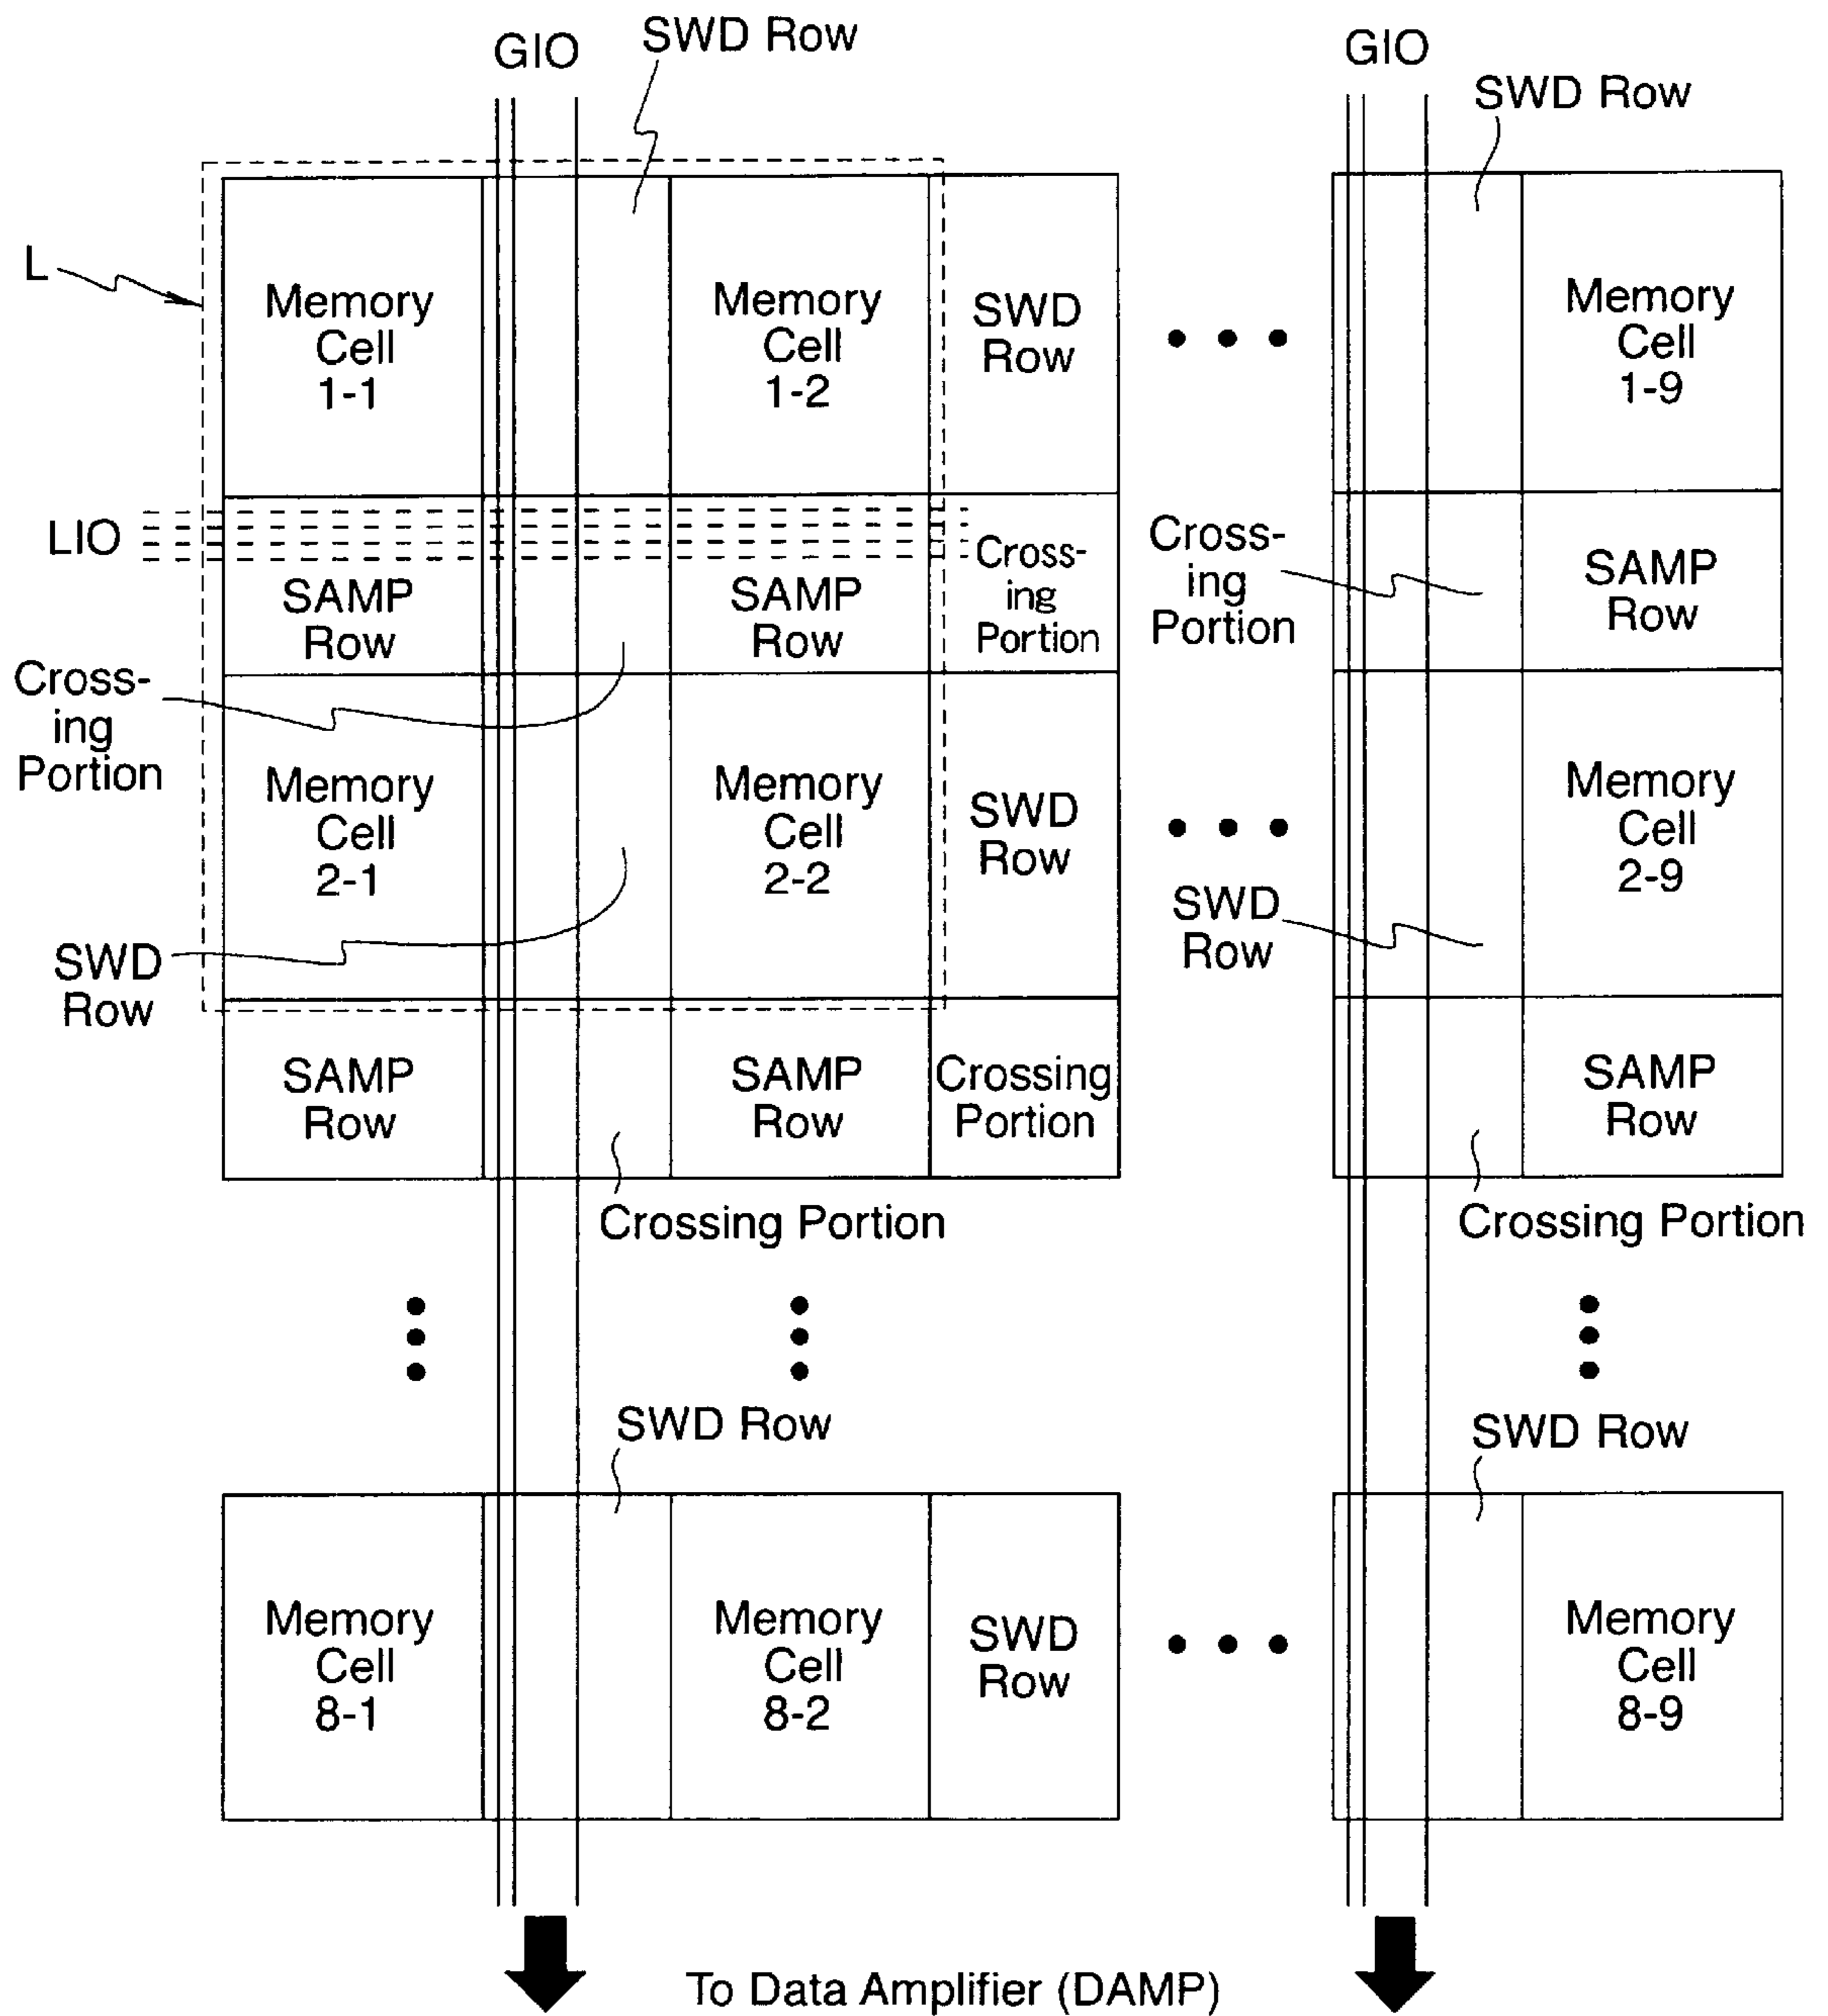 GIO
SWD Row
GIO
SWD Row
L
Memory
Cell
1-1
Memory
Cell
1-2
SWD
Row
Memory
Cell
1-9
LIO
SAMP
Row
SAMP
Row
Cross-
ing
Portion
Cross-
ing
Portion
SAMP
Row
Cross-
ing
Portion
Memory
Cell
2-1
Memory
Cell
2-2
SWD
Row
Memory
Cell
2-9
SWD
Row
SWD
Row
SAMP
Row
SAMP
Row
Crossing
Portion
SAMP
Row
Crossing Portion
Crossing Portion
SWD Row
SWD Row
Memory
Cell
8-1
Memory
Cell
8-2
SWD
Row
Memory
Cell
8-9
To Data Amplifier (DAMP)